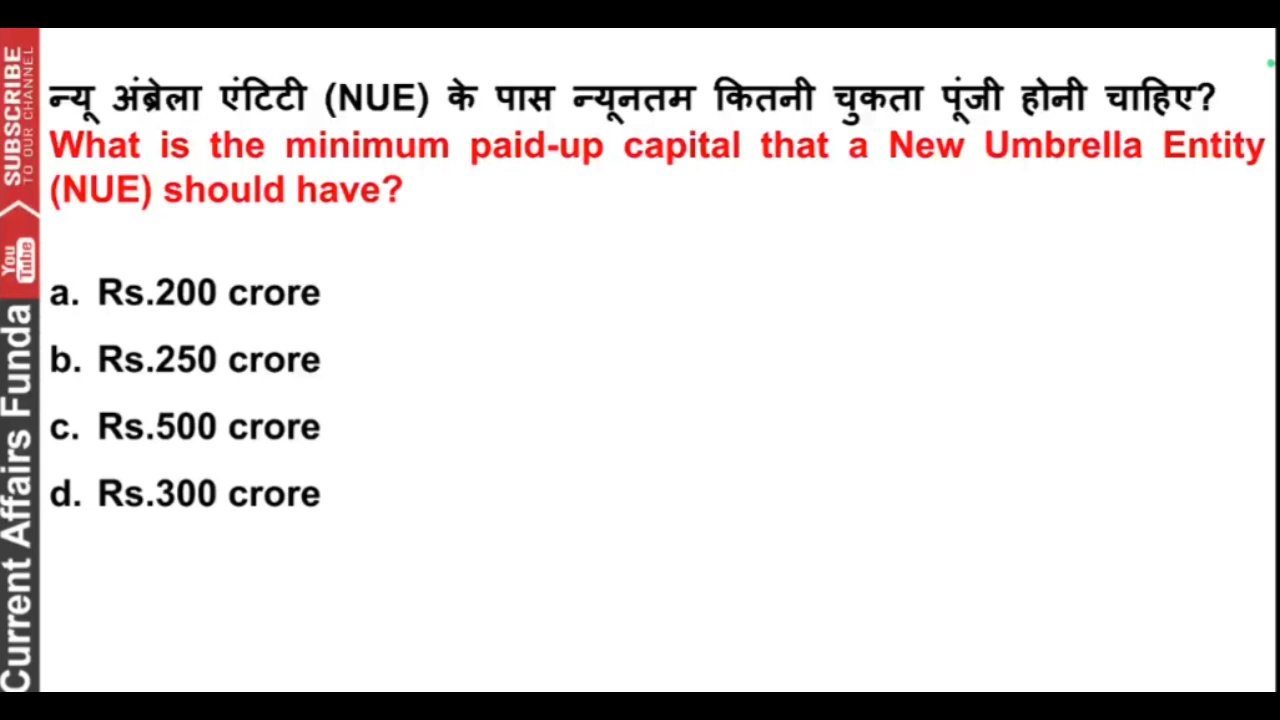 न्यू अंब्रेला एंटिटी (NUE) के पास न्यूनतम कितनी चुकता पूंजी होनी चाहिए?
What is the minimum paid-up capital that a New Umbrella Entity
(NUE) should have?
a. Rs.200 crore
b. Rs.250 crore
c. Rs.500 crore
d. Rs.300 crore
SUBSCRIBE
TO OUR CHANNEL
You
Tube
Current Affairs Funda